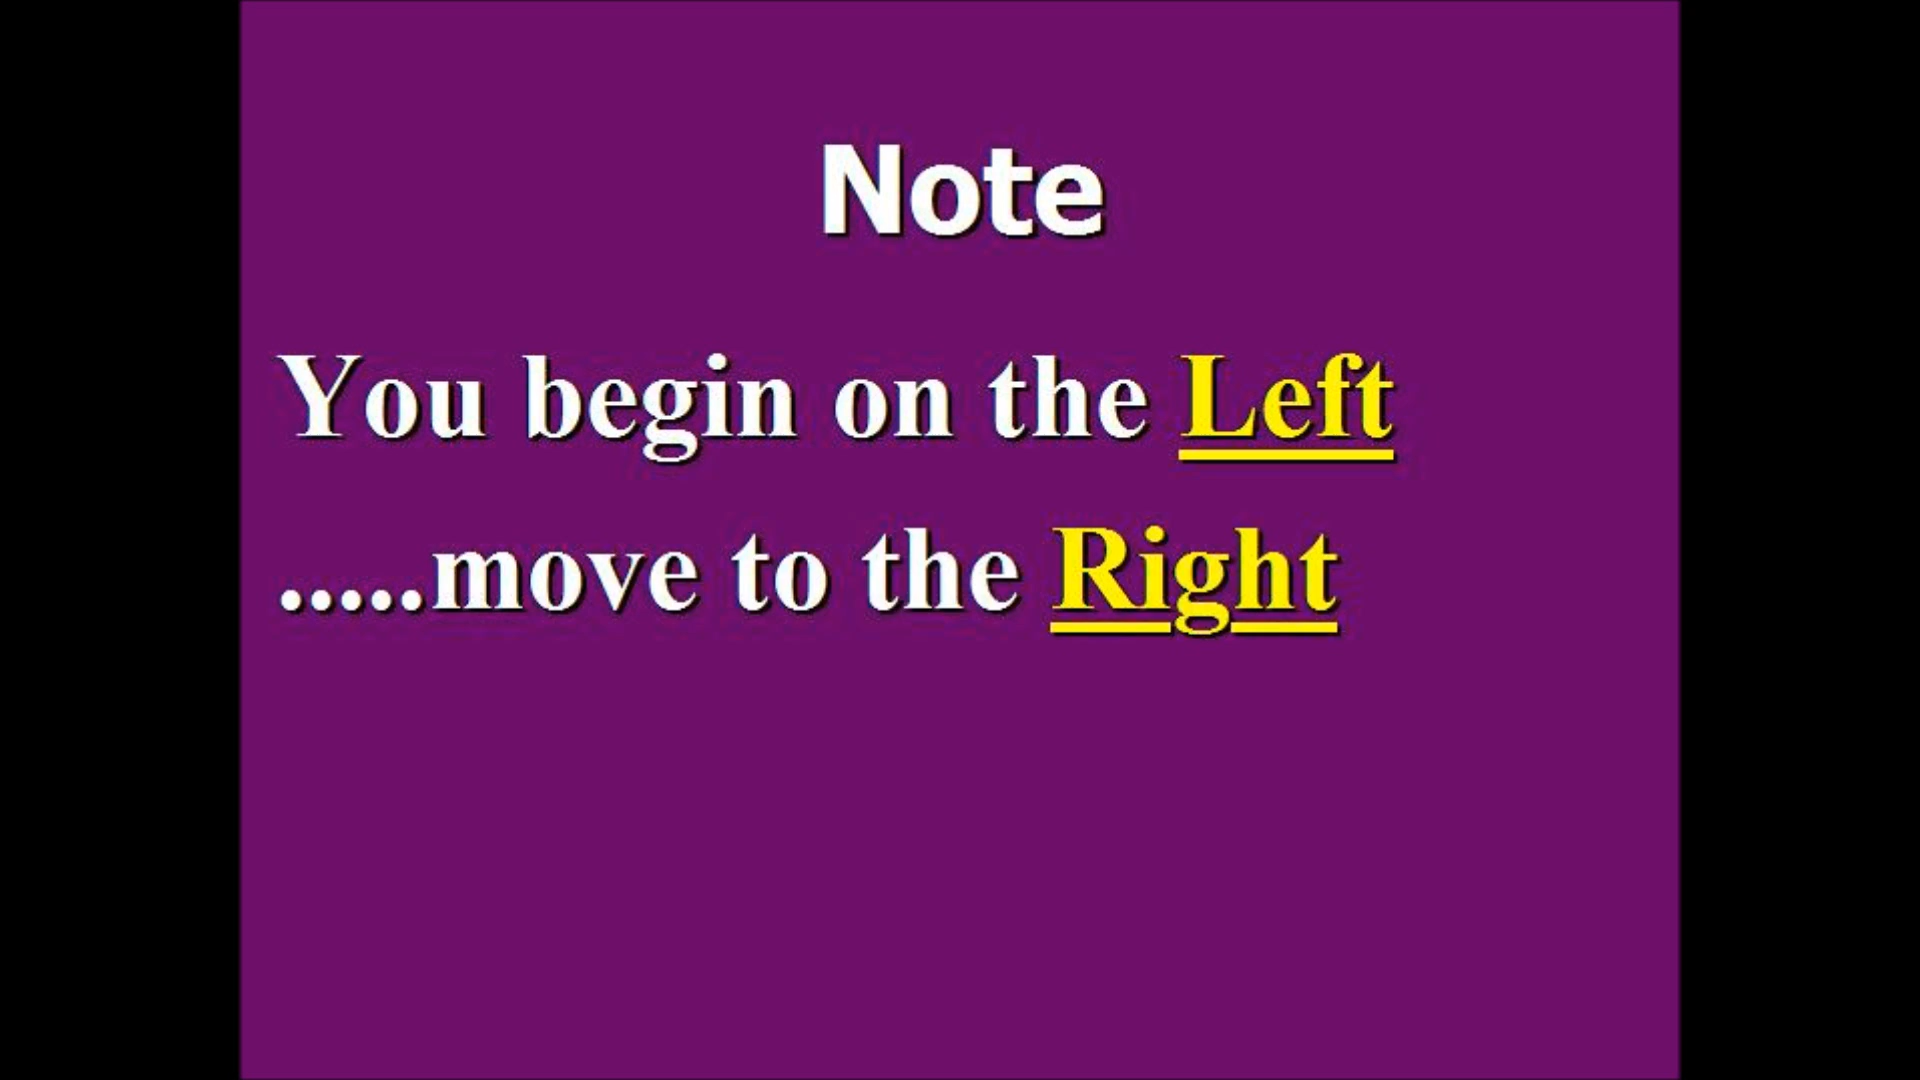 Note
You begin on the Left
.....move to the Right